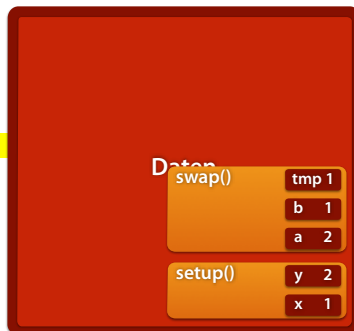 Daten
swap()
tmp 1
b 1
a 2
setup()
y 2
x 1